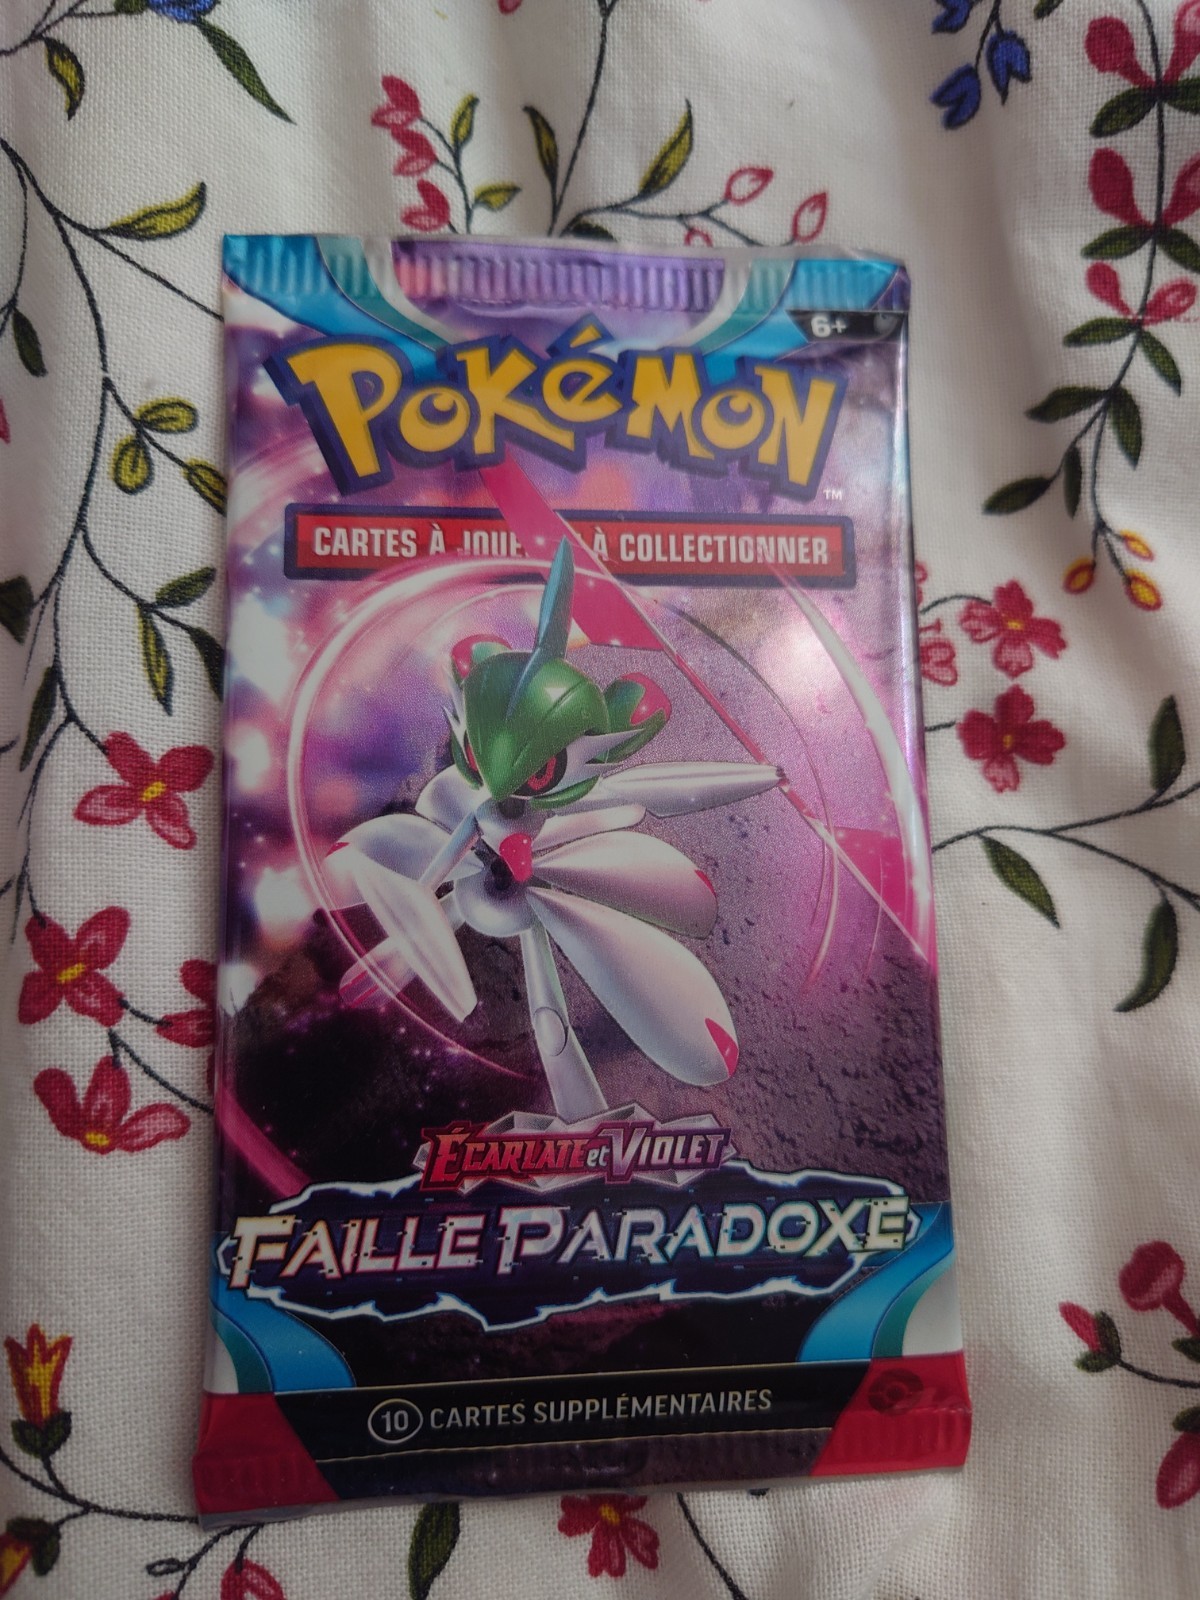 6+
POKéMON
TM
CARTES À JOUE À COLLECTIONNER
ÉCARLATE et VIOLET
FAILLE PARADOXE
10 CARTES SUPPLÉMENTAIRES